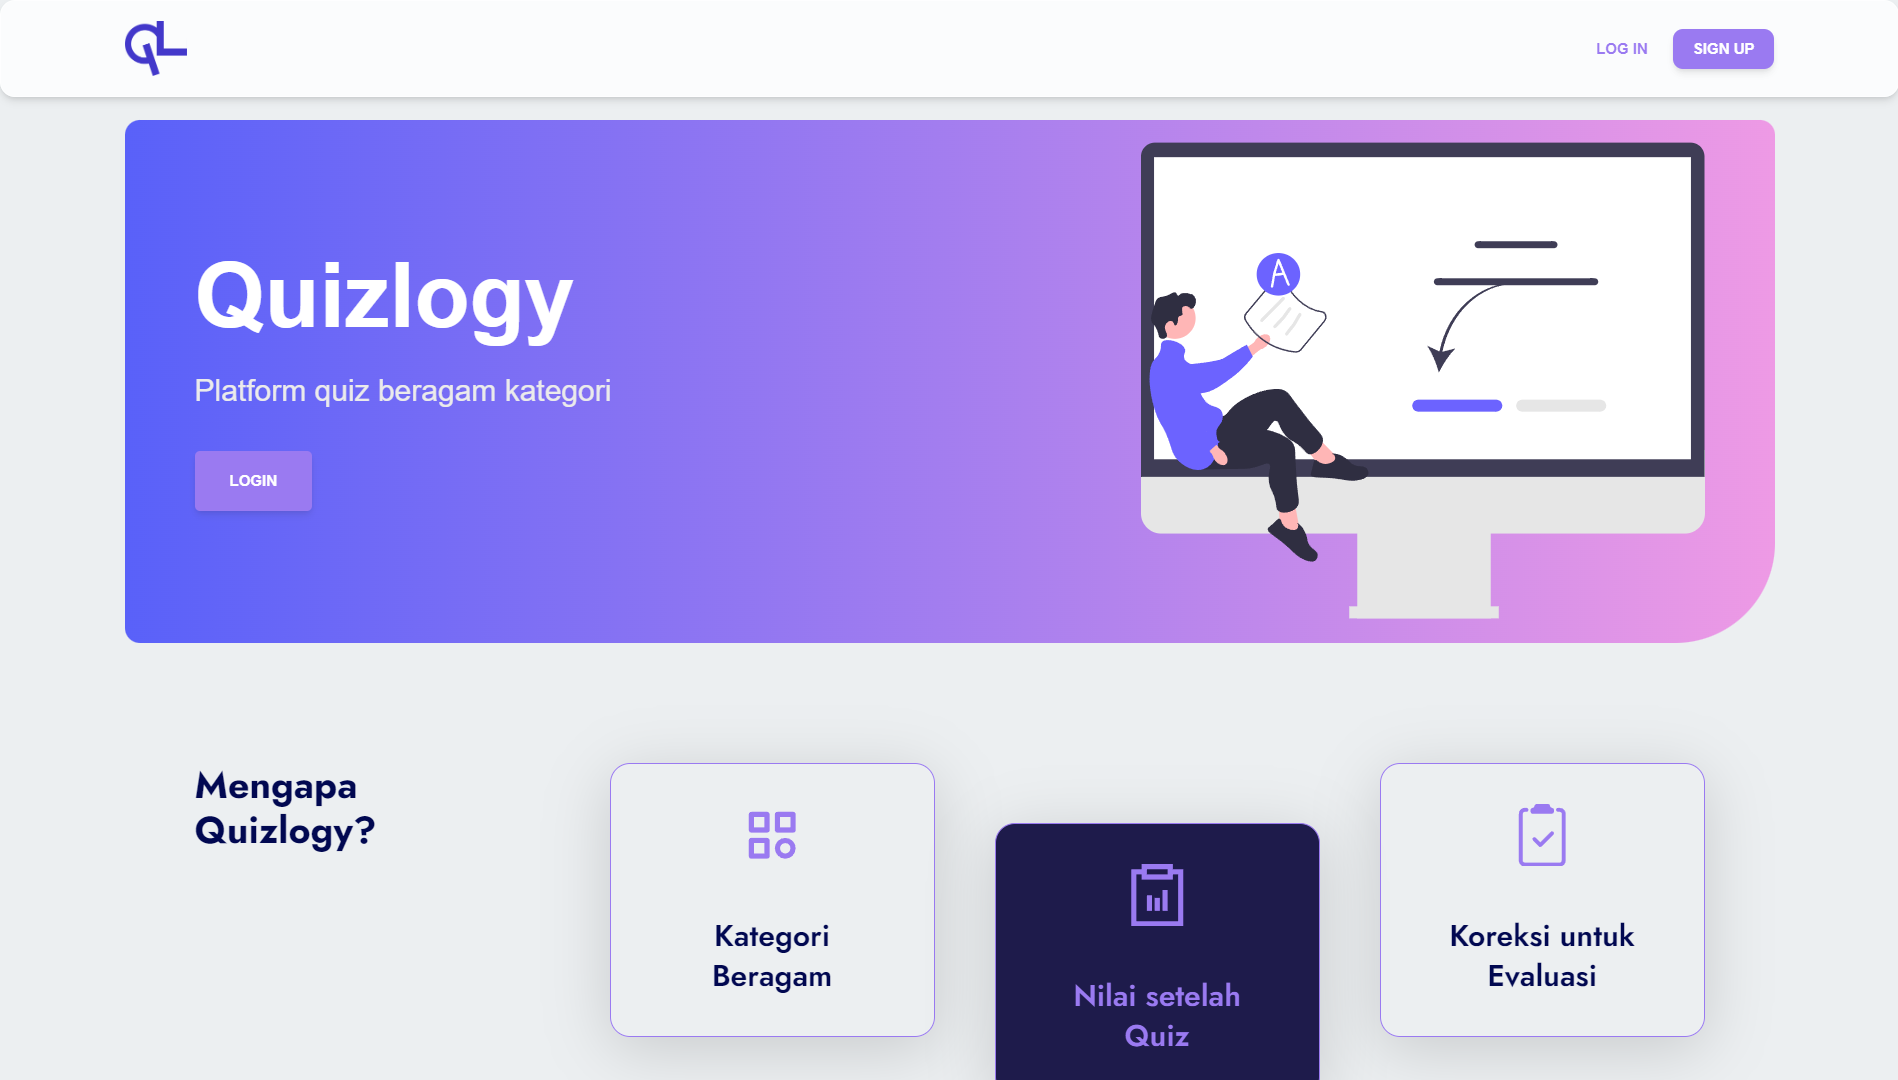 QL
LOG IN
SIGN UP
Quizlogy
Platform quiz beragam kategori
LOGIN
A
Mengapa
Quizlogy?
Kategori
Beragam
Nilai setelah
Quiz
Koreksi untuk
Evaluasi